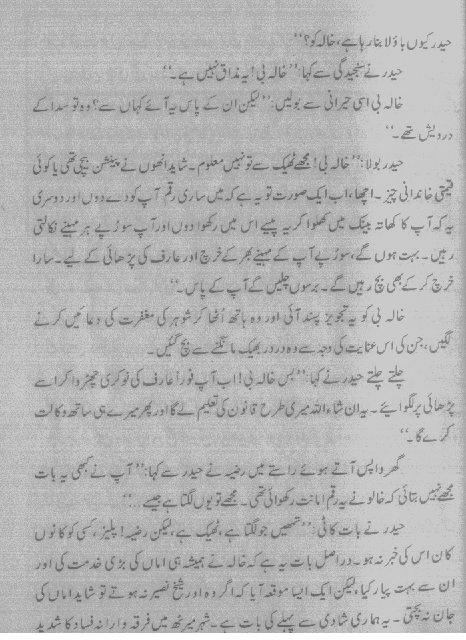 حیدر کیوں باؤلا بنا رہا ہے، خالہ کو؟‘‘
حیدر نے سنجیدگی سے کہا: ’’خالہ بی! یہ مذاق نہیں ہے۔‘‘
خالہ بی اسی حیرانی سے بولیں: ’’لیکن ان کے پاس یہ آئے کہاں سے؟ وہ تو سدا کے
درویش تھے۔‘‘
حیدر بولا: ’’خالہ بی! مجھے ٹھیک سے تو نہیں معلوم۔ شاید انھوں نے پینشن بیچی تھی یا کوئی
قیمتی خاندانی چیز۔ اچھا، اب ایک صورت تو یہ ہے کہ میں ساری رقم آپ کو دے دوں اور دوسری
یہ کہ آپ کا کھاتہ بینک میں کھلوا کر یہ پیسے اس میں رکھوا دوں اور آپ سو رُپے ہر مہینے نکالتی
رہیں۔ بہت ہوں گے، سو رُپے آپ کے مہینے بھر کے خرچ اور عارف کی پڑھائی کے لیے۔ سارا
خرچ کر کے بھی بچ رہیں گے۔ برسوں چلیں گے آپ کے پاس۔‘‘
خالہ بی کو یہ تجویز پسند آئی اور وہ ہاتھ اُٹھا کر شوہر کی مغفرت کی دعائیں کرنے
لگیں، جن کی اس عنایت کی وجہ سے وہ در در بھیک مانگنے سے بچ گئیں۔
چلتے چلتے حیدر نے کہا: ’’بس خالہ بی! اب آپ فوراً عارف کی نوکری چھڑوا کر اسے
پڑھائی پر لگوائیے۔ یہ ان شاء اللہ میری طرح قانون کی تعلیم لے گا اور پھر میرے ہی ساتھ وکالت
کرے گا۔‘‘
گھر واپس آتے ہوئے راستے میں رضیہ نے حیدر سے کہا: ’’آپ نے کبھی یہ بات
مجھے نہیں بتائی کہ خالو نے یہ رقم امانت رکھوائی تھی۔ مجھے تو یوں لگتا ہے جیسے ...‘‘
حیدر نے بات کاٹی: ’’تمھیں جو لگتا ہے، ٹھیک ہے، لیکن رضیہ! پلیز، کسی کو کانوں
کان اس کی خبر نہ ہو۔ دراصل بات یہ ہے کہ خالہ نے ہمیشہ ہی اماں کی بڑی خدمت کی اور
ان سے بہت پیار کیا، لیکن ایک ایسا موقعہ آیا کہ اگر وہ اور شیخ نصیر نہ ہوتے تو شاید اماں کی
جان نہ بچتی۔ یہ ہماری شادی سے پہلے کی بات ہے۔ شہر میرٹھ میں فرقہ وارانہ فساد کا شدید